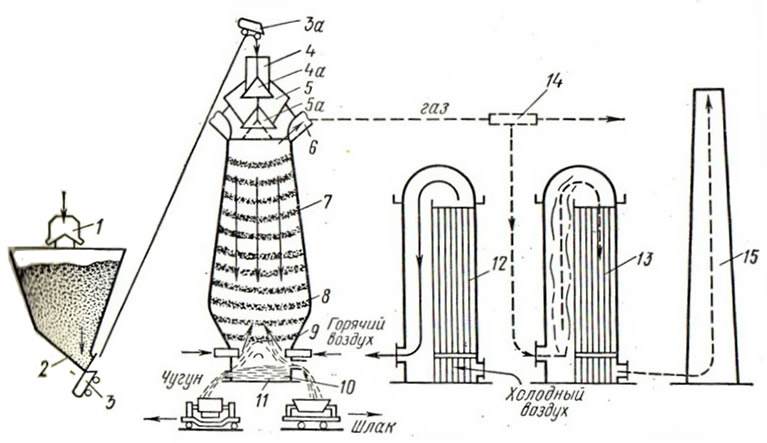 3а
4
4а
5
5а
6
газ
14
1
7
12
13
15
8
9
Горячий
воздух
2
3
Чугун
11
10
Холодный
воздух
Шлак